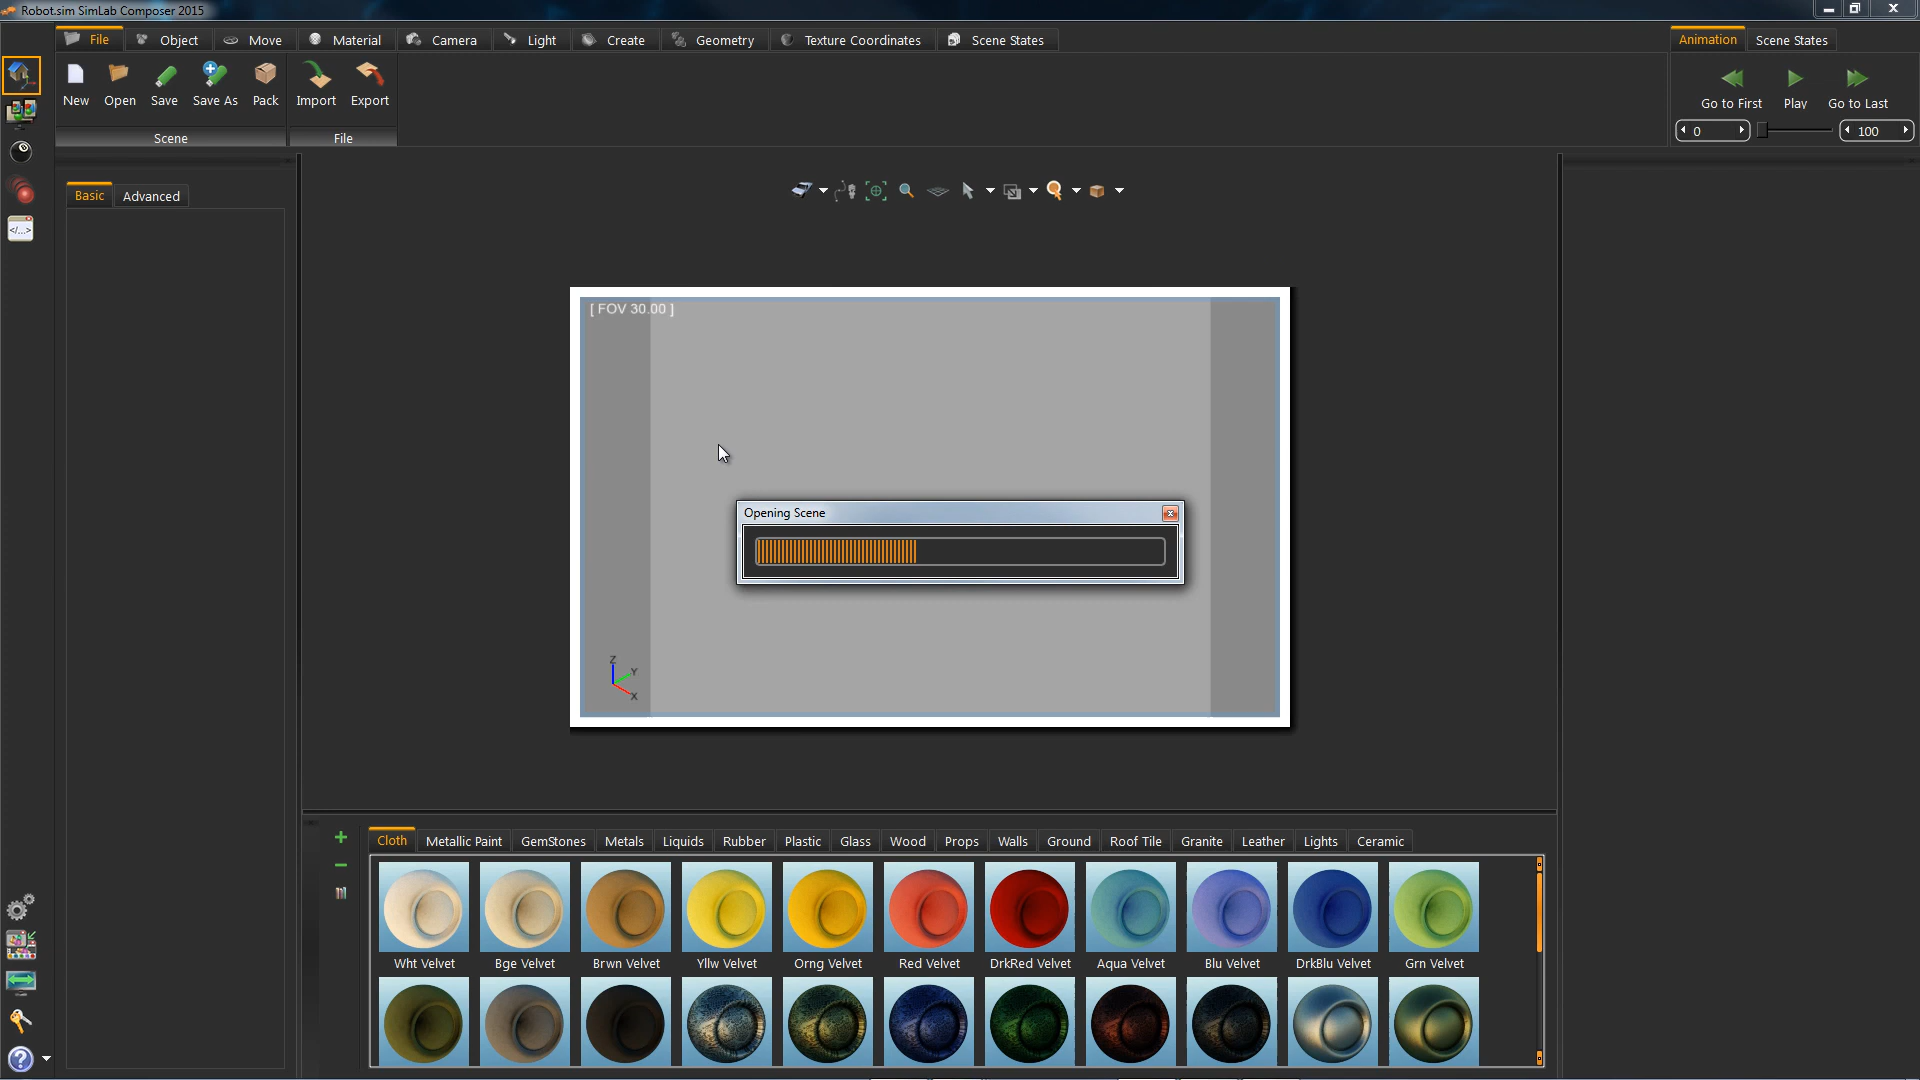 Robot.sim SimLab Composer 2015
File Object Move Material Camera Light Create Geometry Texture Coordinates Scene States
Animation Scene States
New Open Save Save As Pack Import Export
Go to First Play Go to Last
0 100
Scene File
Basic Advanced
[ FOV 30.00 ]
Opening Scene
Z
Y
X
Cloth Metallic Paint GemStones Metals Liquids Rubber Plastic Glass Wood Props Walls Ground Roof Tile Granite Leather Lights Ceramic
Wht Velvet Bge Velvet Brwn Velvet Yllw Velvet Orng Velvet Red Velvet DrkRed Velvet Aqua Velvet Blu Velvet DrkBlu Velvet Grn Velvet